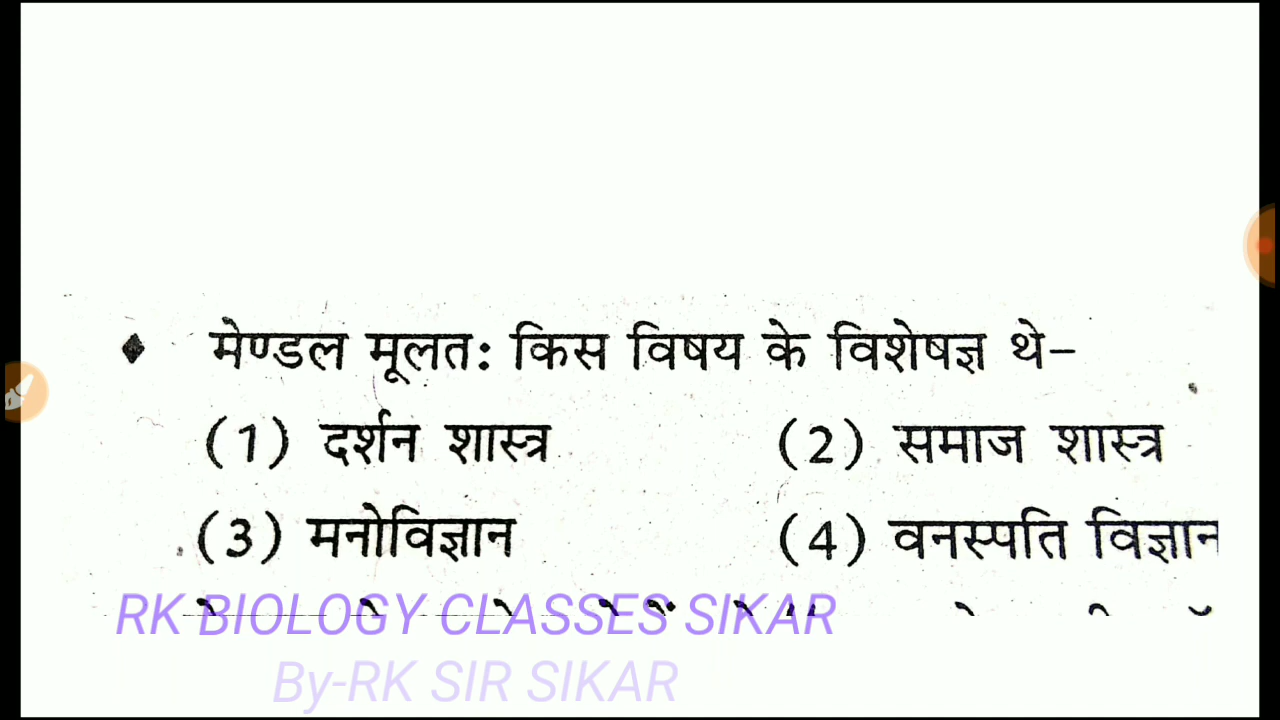 ♦ मेण्डल मूलतः किस विषय के विशेषज्ञ थे–
(1) दर्शन शास्त्र (2) समाज शास्त्र
(3) मनोविज्ञान (4) वनस्पति विज्ञान
RK BIOLOGY CLASSES SIKAR
By-RK SIR SIKAR